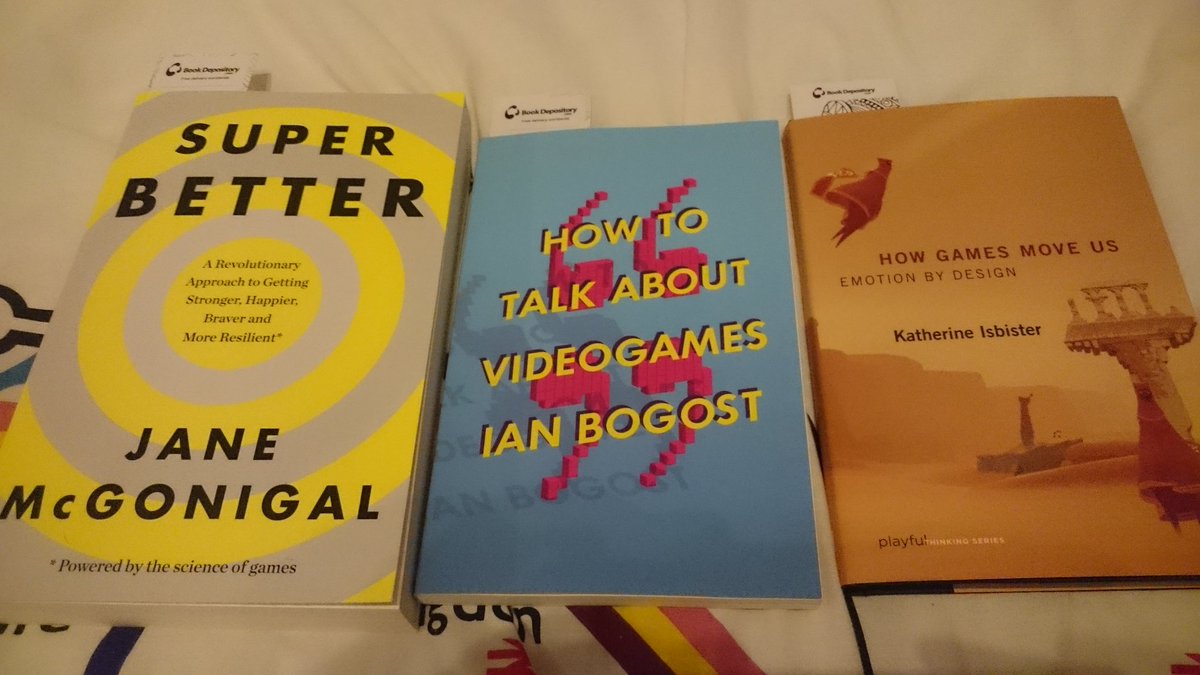 Book Depository
SUPER
BETTER
A Revolutionary
Approach to Getting
Stronger, Happier,
Braver and
More Resilient*
JANE
McGONIGAL
* Powered by the science of games
Book Depository
HOW TO
TALK ABOUT
VIDEOGAMES
IAN BOGOST
Book Depository
HOW GAMES MOVE US
EMOTION BY DESIGN
Katherine Isbister
playful THINKING SERIES